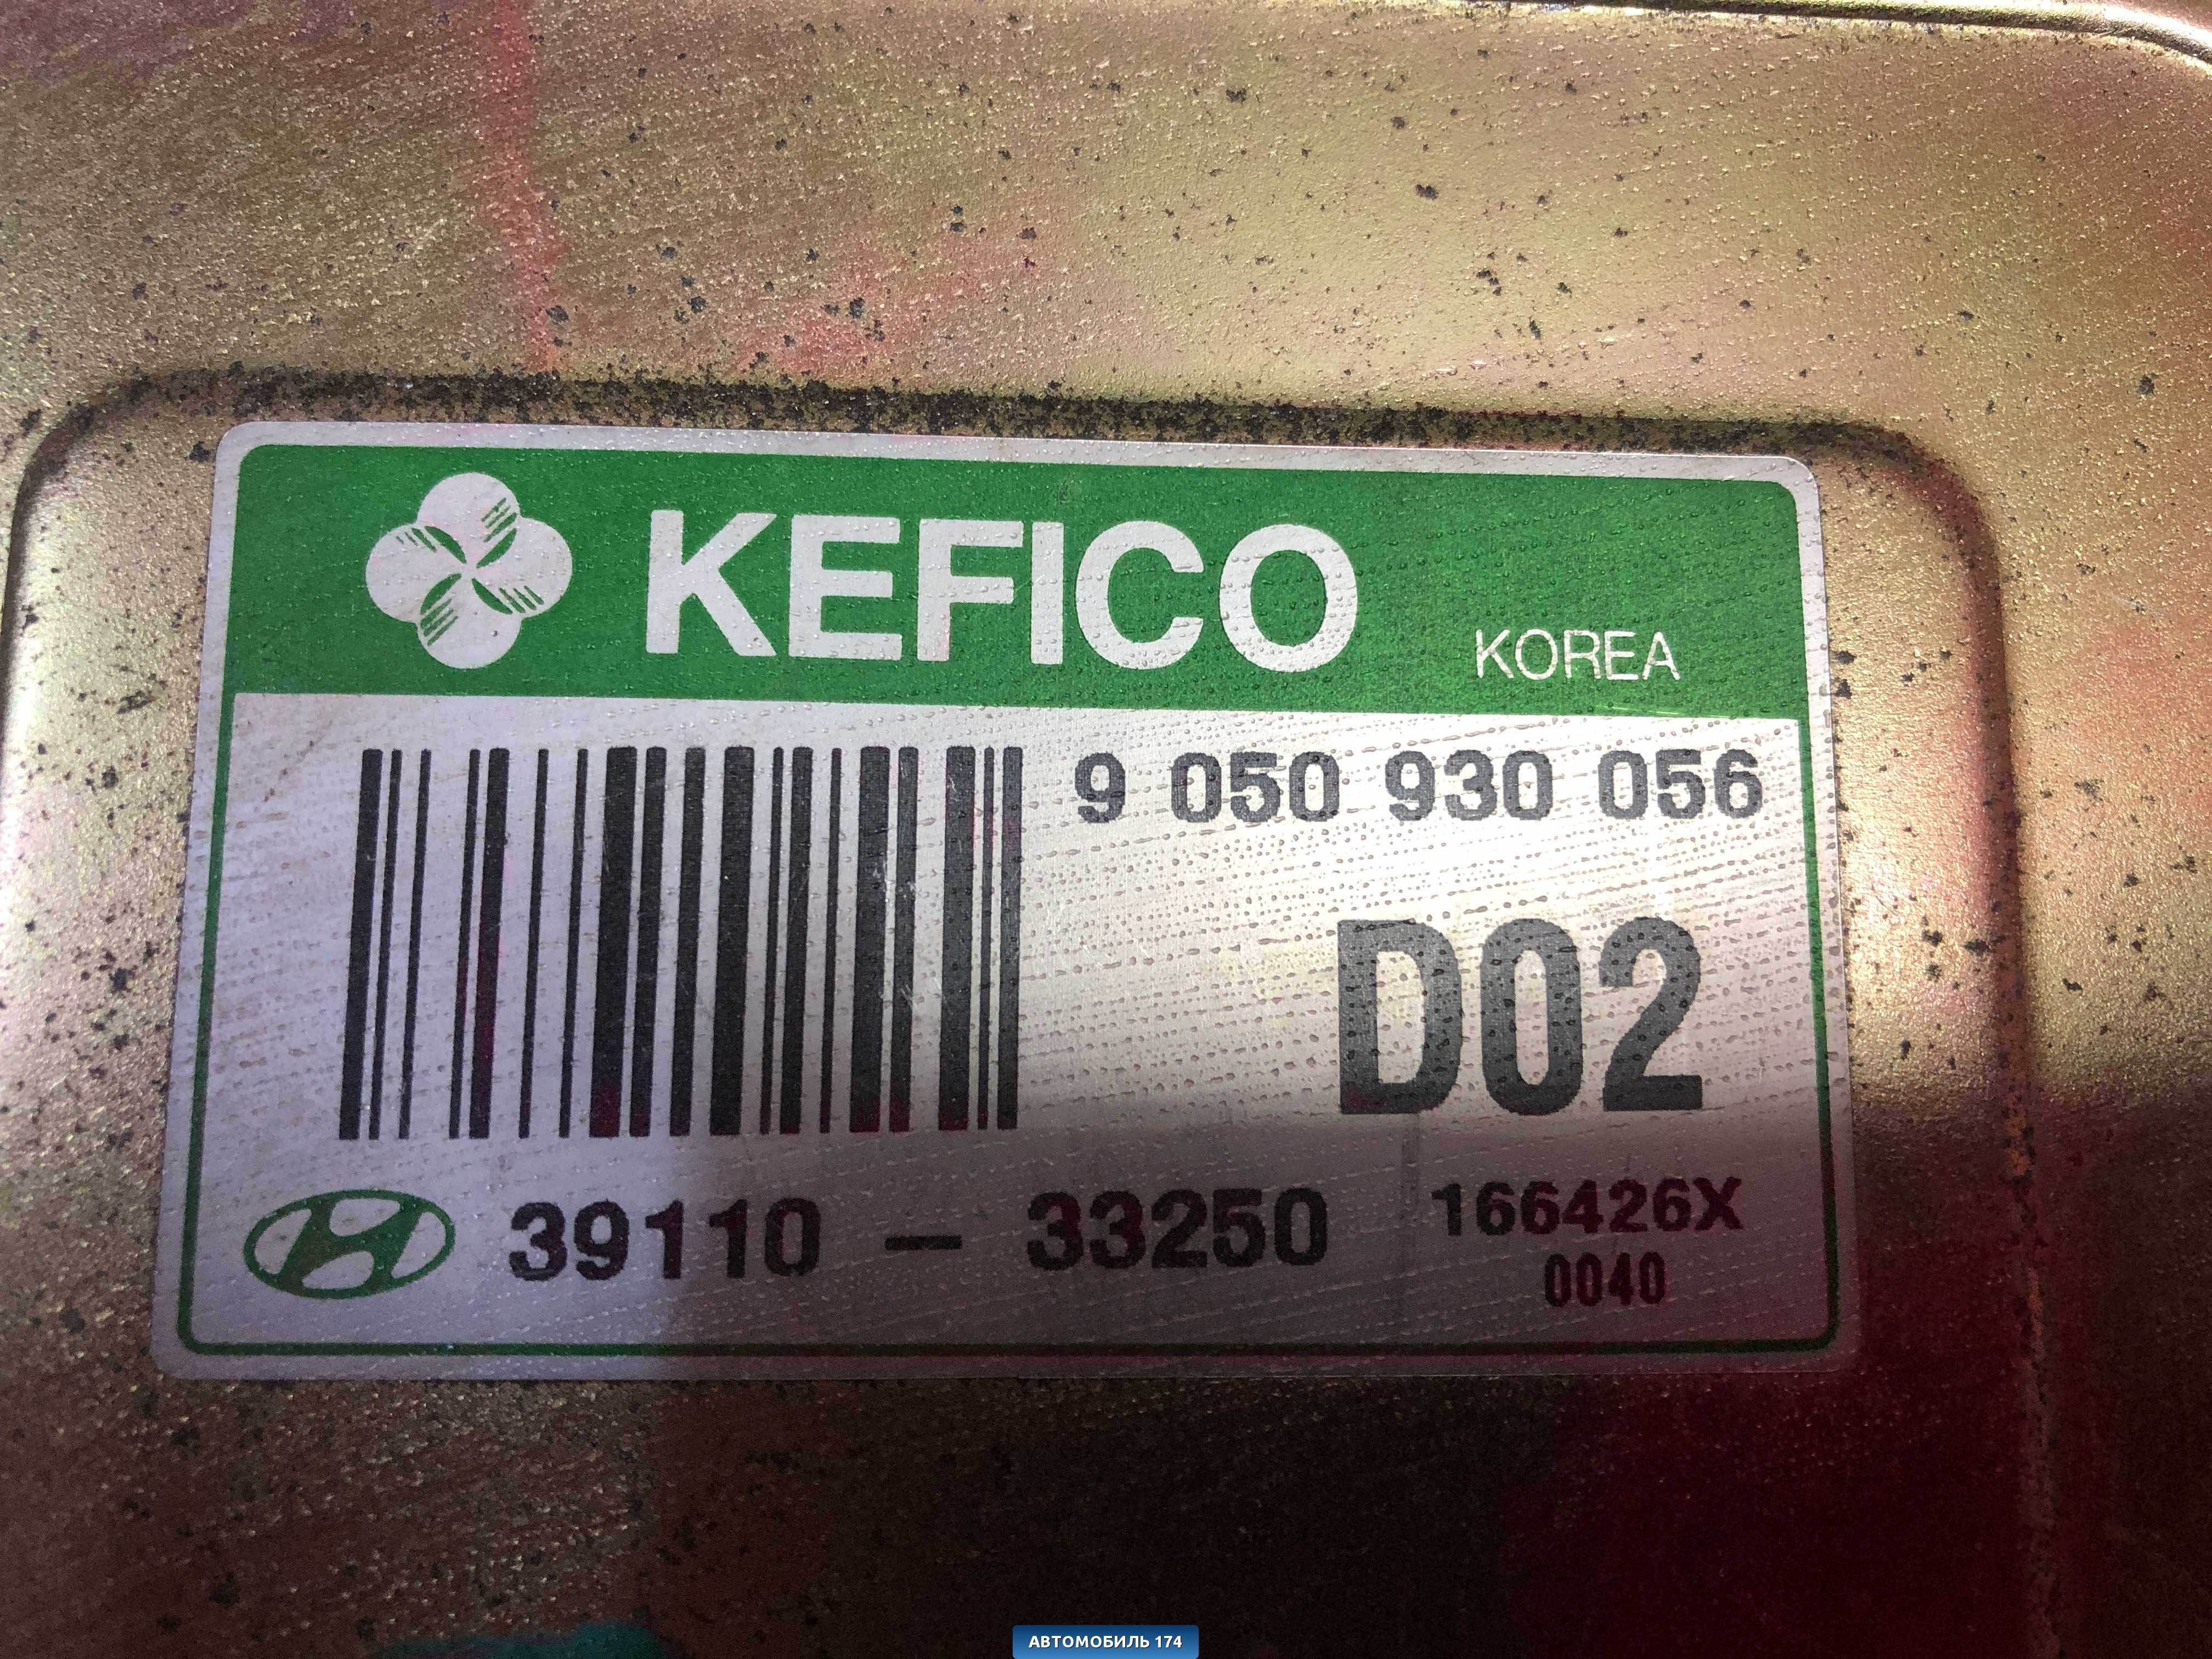 KEFICO KOREA
9 050 930 056
D02
39110 - 33250 166426X
0040
АВТОМОБИЛЬ 174